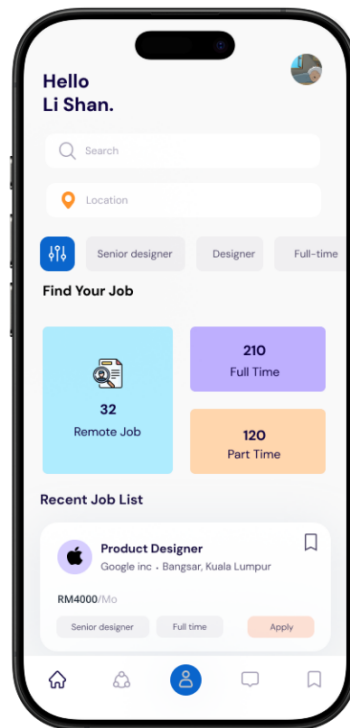 Hello
Li Shan.
Search
Location
Senior designer
Designer
Full-time
Find Your Job
32
Remote Job
210
Full Time
120
Part Time
Recent Job List
Product Designer
Google inc . Bangsar, Kuala Lumpur
RM4000/Mo
Senior designer
Full time
Apply